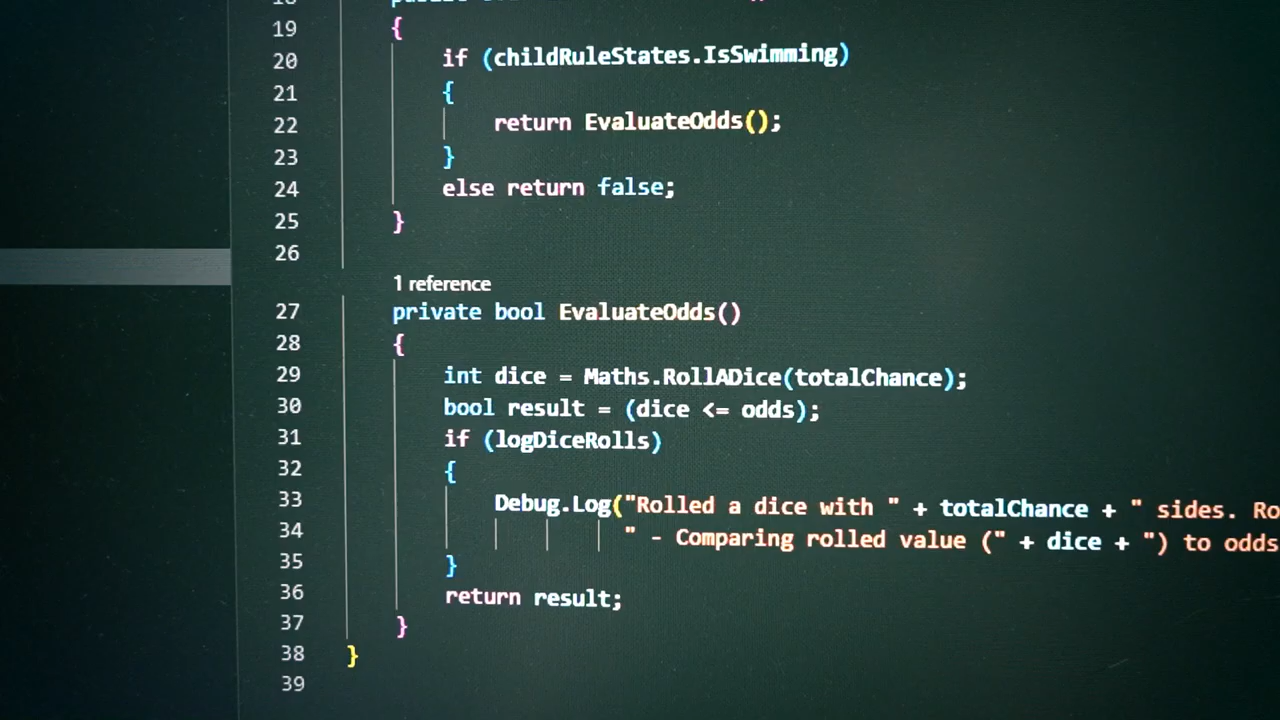 19 {
20 if (childRuleStates.IsSwimming)
21 {
22 return EvaluateOdds();
23 }
24 else return false;
25 }
26
1 reference
27 private bool EvaluateOdds()
28 {
29 int dice = Maths.RollADice(totalChance);
30 bool result = (dice <= odds);
31 if (logDiceRolls)
32 {
33 Debug.Log("Rolled a dice with " + totalChance + " sides. Ro
34 " - Comparing rolled value (" + dice + ") to odds
35 }
36 return result;
37 }
38 }
39